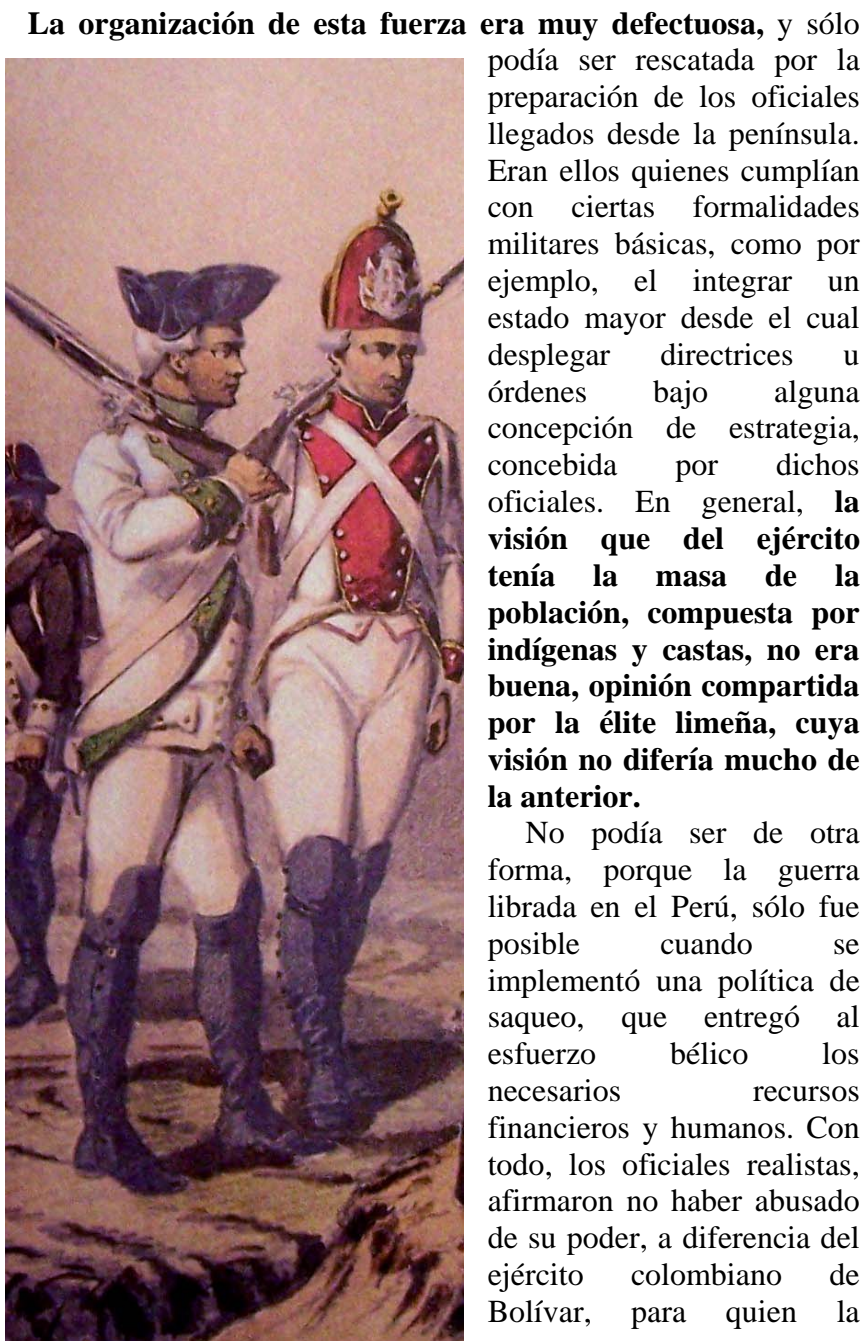 La organización de esta fuerza era muy defectuosa, y sólo
podía ser rescatada por la
preparación de los oficiales
llegados desde la península.
Eran ellos quienes cumplían
con ciertas formalidades
militares básicas, como por
ejemplo, el integrar un
estado mayor desde el cual
desplegar directrices u
órdenes bajo alguna
concepción de estrategia,
concebida por dichos
oficiales. En general, la
visión que del ejército
tenía la masa de la
población, compuesta por
indígenas y castas, no era
buena, opinión compartida
por la élite limeña, cuya
visión no difería mucho de
la anterior.
No podía ser de otra
forma, porque la guerra
librada en el Perú, sólo fue
posible cuando se
implementó una política de
saqueo, que entregó al
esfuerzo bélico los
necesarios recursos
financieros y humanos. Con
todo, los oficiales realistas,
afirmaron no haber abusado
de su poder, a diferencia del
ejército colombiano de
Bolívar, para quien la